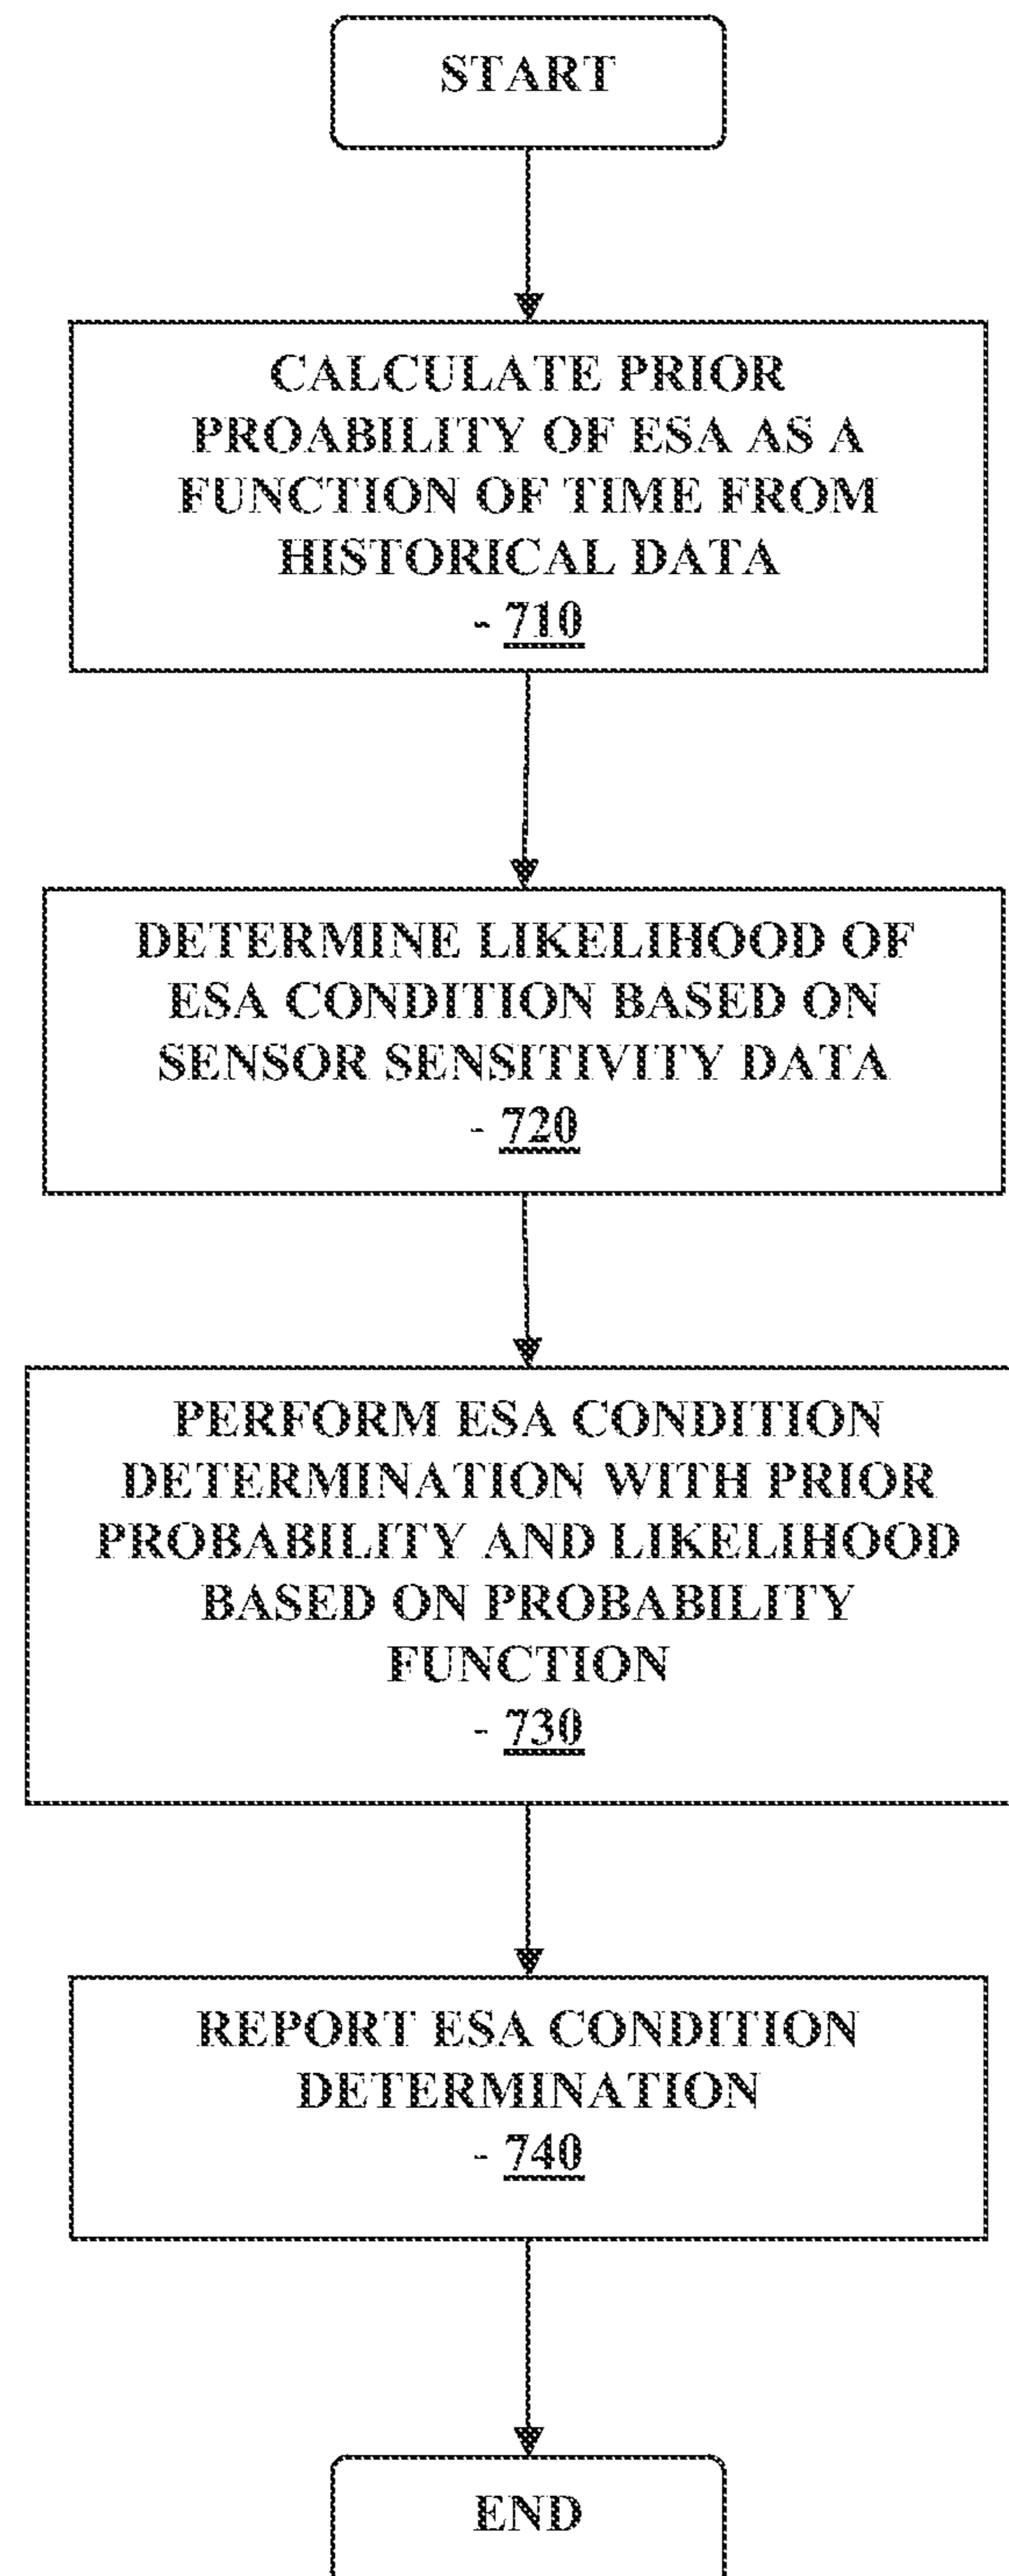 START
CALCULATE PRIOR
PROABILITY OF ESA AS A
FUNCTION OF TIME FROM
HISTORICAL DATA
- 710
DETERMINE LIKELIHOOD OF
ESA CONDITION BASED ON
SENSOR SENSITIVITY DATA
- 720
PERFORM ESA CONDITION
DETERMINATION WITH PRIOR
PROBABILITY AND LIKELIHOOD
BASED ON PROBABILITY
FUNCTION
- 730
REPORT ESA CONDITION
DETERMINATION
- 740
END